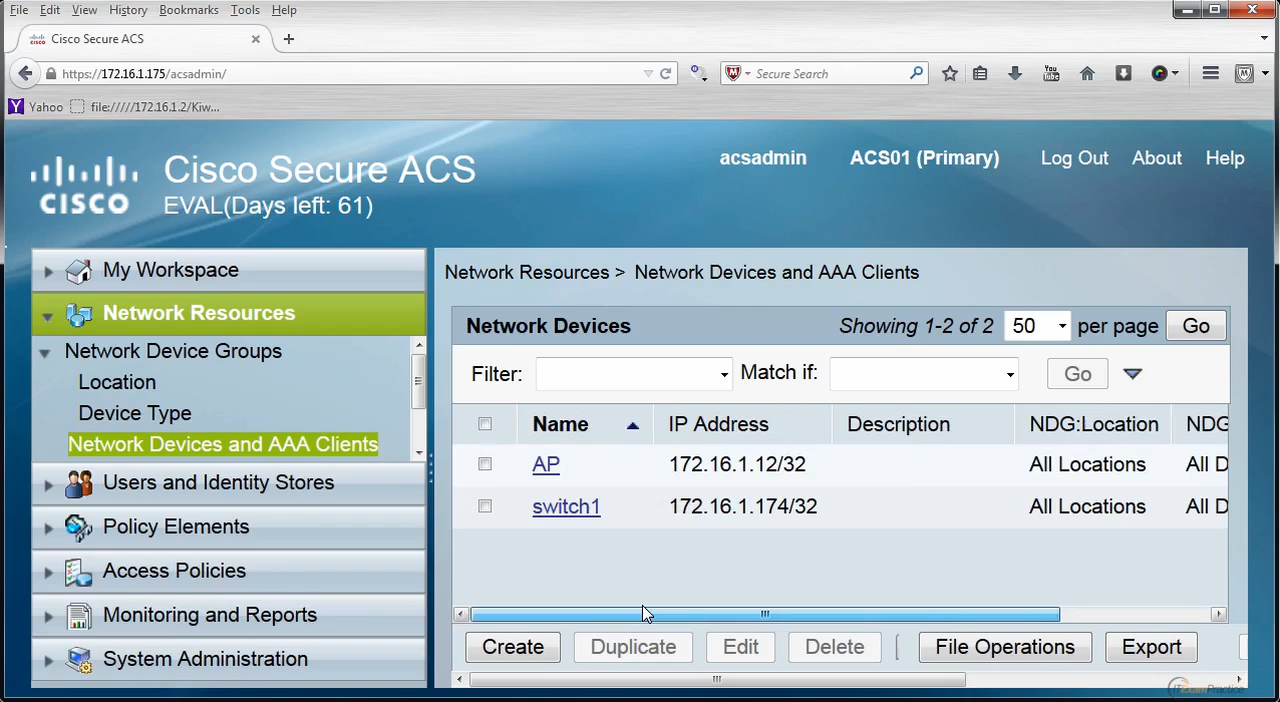 File Edit View History Bookmarks Tools Help
Cisco Secure ACS
https://172.16.1.175/acsadmin/
Secure Search
You Tube
Yahoo file://///172.16.1.2/Kiw...
CISCO
Cisco Secure ACS
EVAL(Days left: 61)
acsadmin ACS01 (Primary) Log Out About Help
My Workspace
Network Resources
Network Device Groups
Location
Device Type
Network Devices and AAA Clients
Users and Identity Stores
Policy Elements
Access Policies
Monitoring and Reports
System Administration
Network Resources > Network Devices and AAA Clients
Network Devices Showing 1-2 of 2 50 per page Go
Filter: Match if: Go
Name IP Address Description NDG:Location NDG
AP 172.16.1.12/32 All Locations All D
switch1 172.16.1.174/32 All Locations All D
Create Duplicate Edit Delete File Operations Export
ITExamPractice